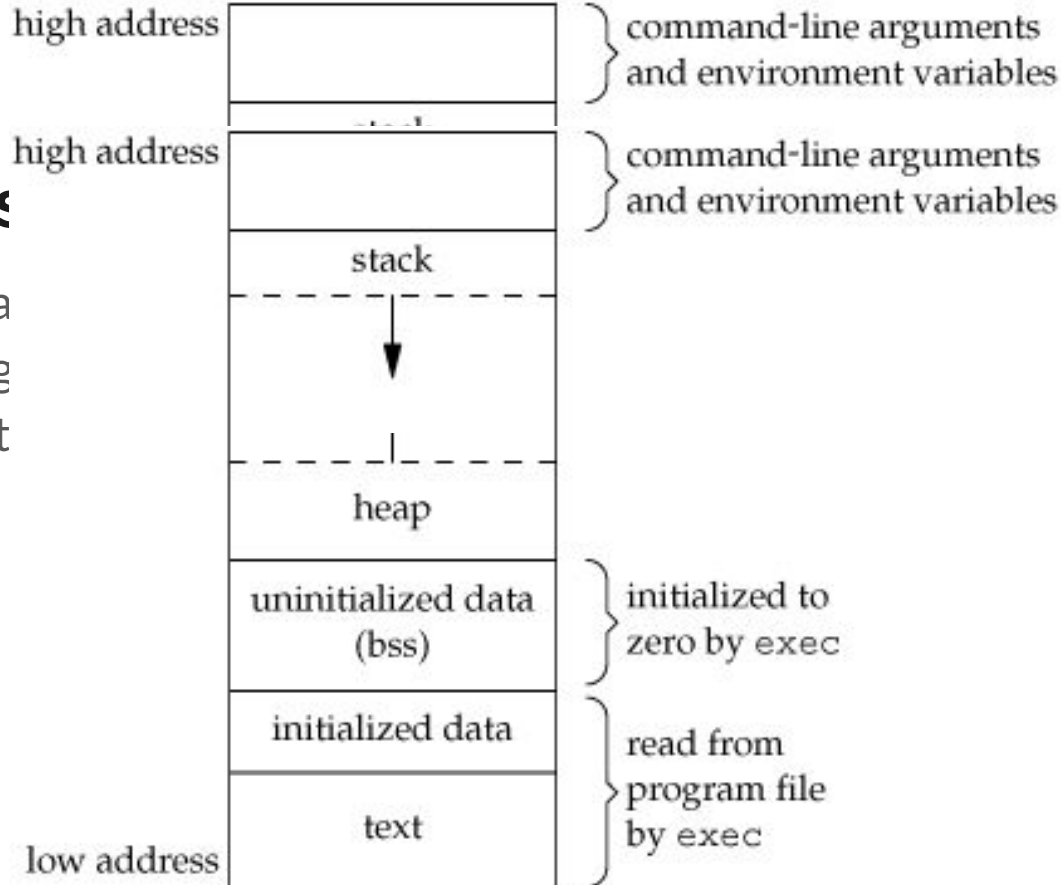 high address
command-line arguments
and environment variables
high address
command-line arguments
and environment variables
stack
heap
uninitialized data
(bss)
initialized to
zero by exec
initialized data
read from
program file
by exec
text
low address